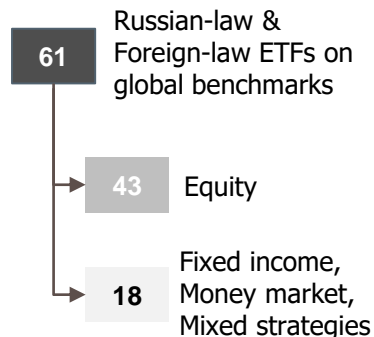 61
Russian-law &
Foreign-law ETFs on
global benchmarks
43
Equity
18
Fixed income,
Money market,
Mixed strategies